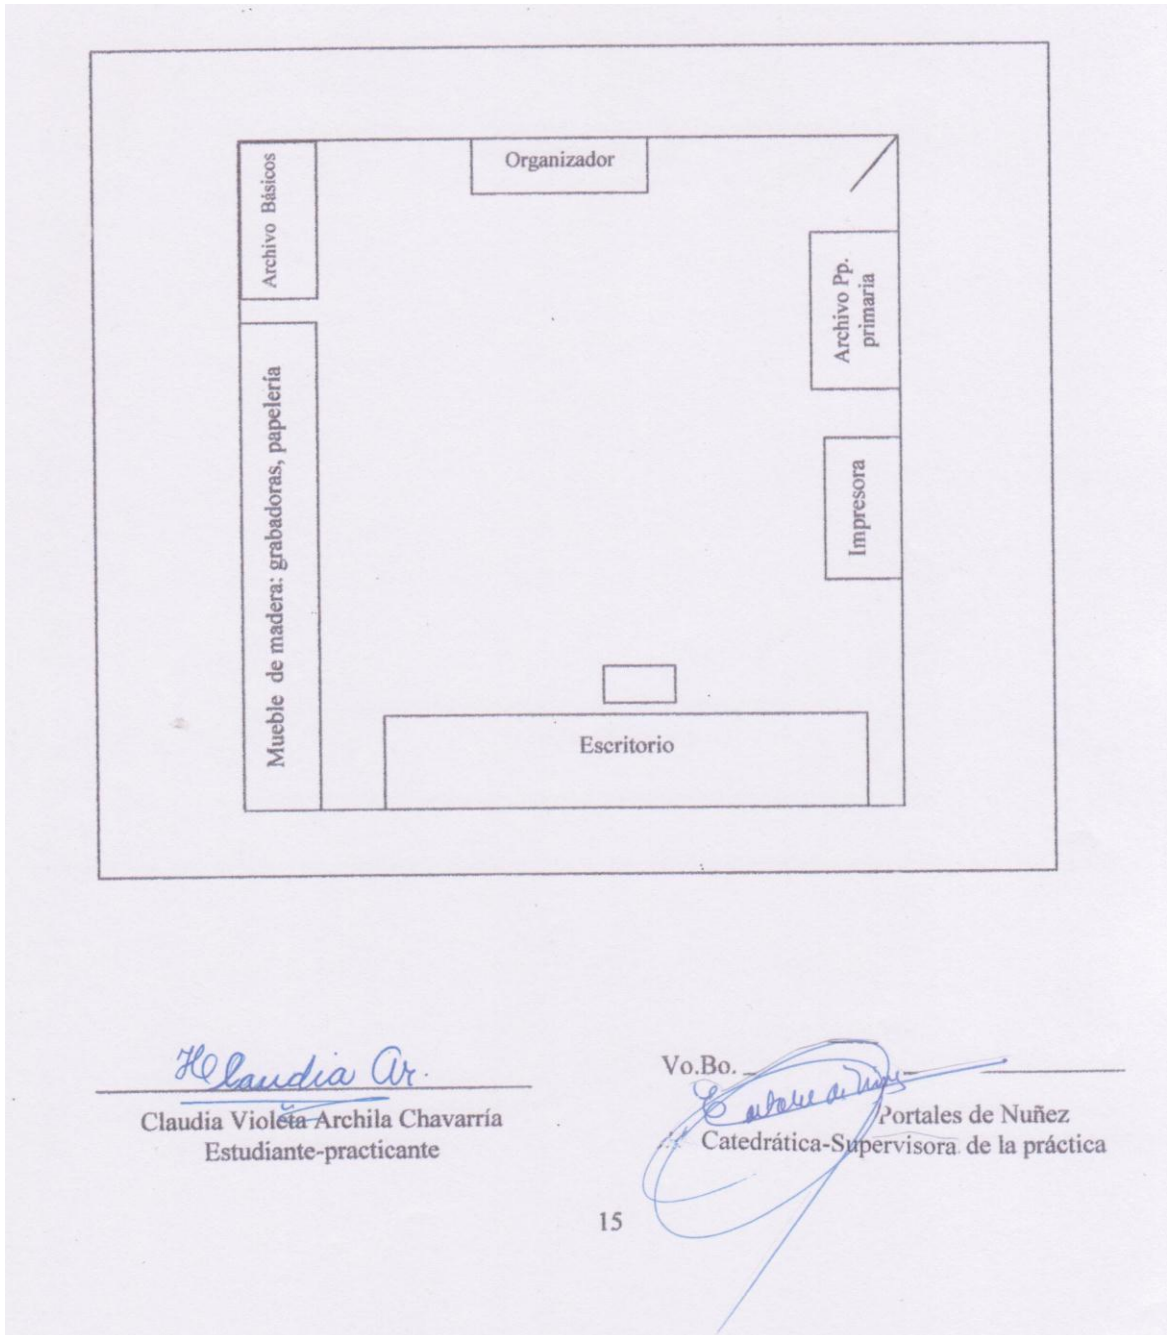 Organizador
Archivo Básicos
Archivo Pp.
primaria
Mueble de madera: grabadoras, papelería
Impresora
Escritorio
Claudia Ar.
Vo.Bo.
Claudia Violeta Archila Chavarría
Estudiante-practicante
Portales de Nuñez
Catedrática-Supervisora de la práctica
15